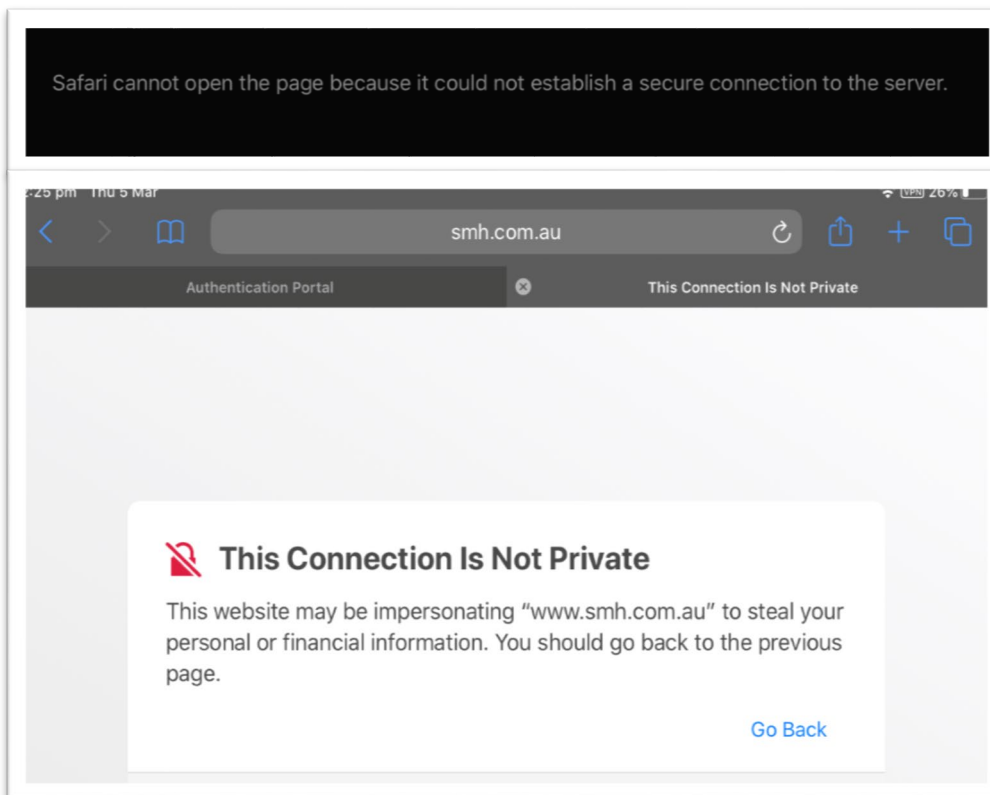 Safari cannot open the page because it could not establish a secure connection to the server.
:25 pm Thu 5 Mar
VPN 26%
smh.com.au
Authentication Portal
This Connection Is Not Private
This Connection Is Not Private
This website may be impersonating “www.smh.com.au” to steal your
personal or financial information. You should go back to the previous
page.
Go Back